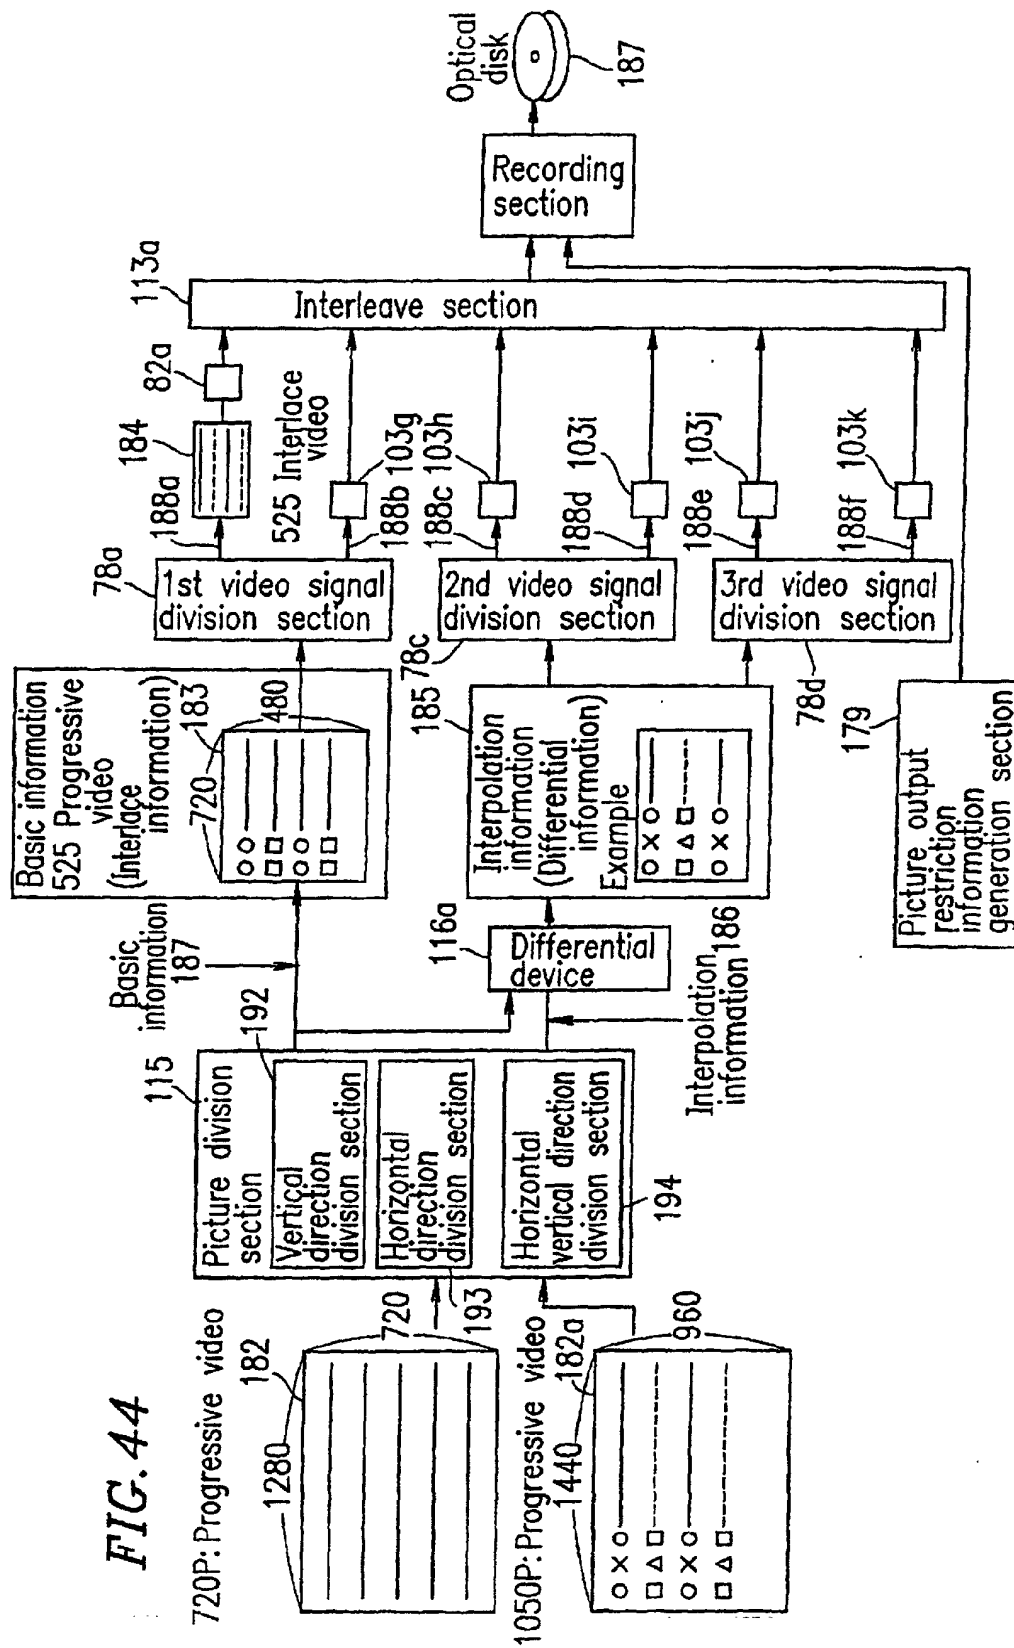 FIG. 44
720P: Progressive video
1280
182
720
1050P: Progressive video
1440
182a
960
115
Picture division
section
192
Vertical
direction
division section
Horizontal
direction
division section
193
Horizontal
vertical direction
division section
194
Basic
information
187
116a
Differential
device
Interpolation
information 186
Basic information
525 Progressive
video
(Interlace
information)
183
720
480
185
Interpolation
information
(Differential
information)
Example
179
Picture output
restriction
information
generation section
78a
1st video signal
division section
78c
2nd video signal
division section
3rd video signal
division section
78d
188a
184
82a
525 Interlace
video
188b
103g
188c
103h
188d
103i
188e
103j
188f
103k
113a
Interleave section
Recording
section
Optical
disk
187